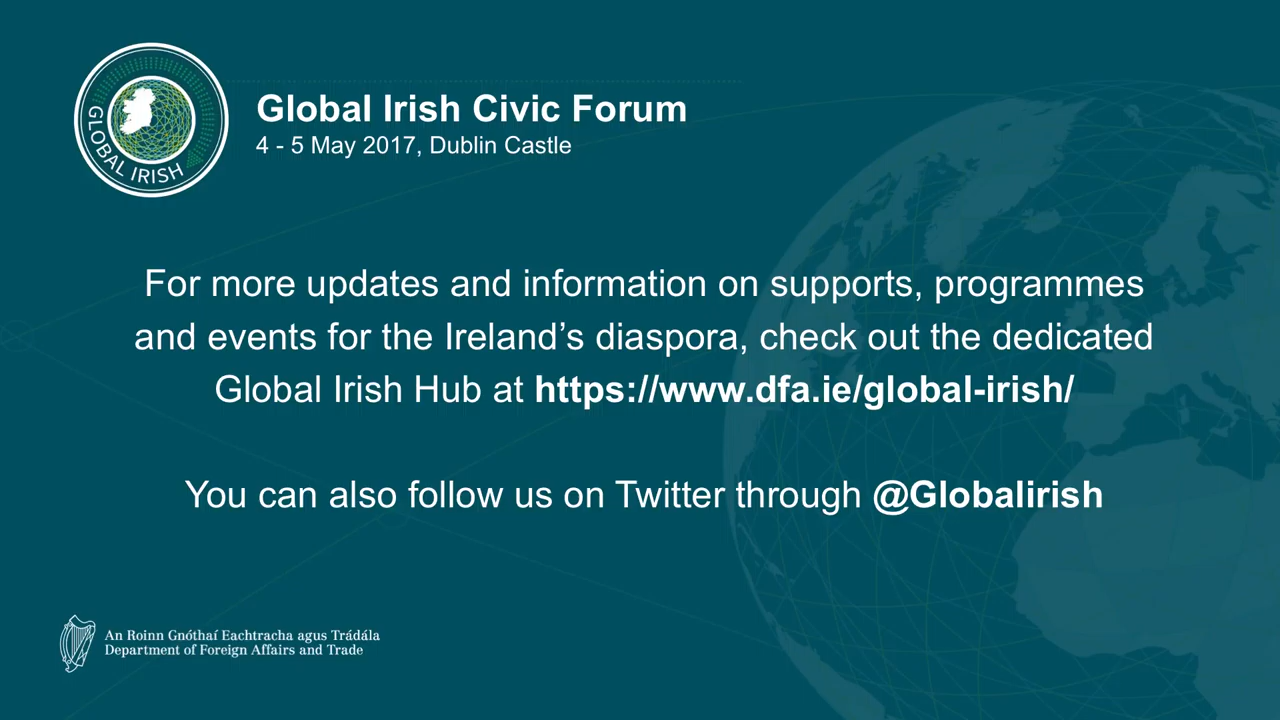 GLOBAL IRISH
Global Irish Civic Forum
4 - 5 May 2017, Dublin Castle
For more updates and information on supports, programmes
and events for the Ireland’s diaspora, check out the dedicated
Global Irish Hub at https://www.dfa.ie/global-irish/
You can also follow us on Twitter through @Globalirish
An Roinn Gnóthaí Eachtracha agus Trádála
Department of Foreign Affairs and Trade